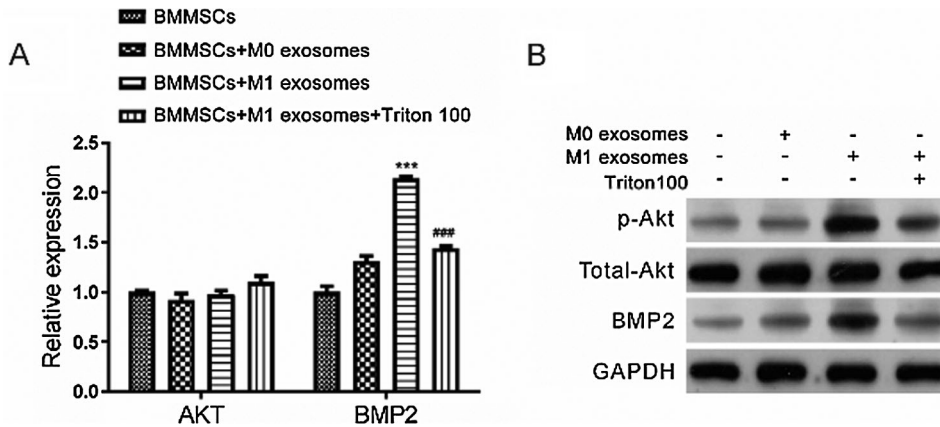 A
BMMSCs
BMMSCs+M0 exosomes
BMMSCs+M1 exosomes
BMMSCs+M1 exosomes+Triton 100
Relative expression
2.5
2.0
1.5
1.0
0.5
0.0
***
###
AKT BMP2
B
M0 exosomes - + - -
M1 exosomes - - + +
Triton100 - - - +
p-Akt
Total-Akt
BMP2
GAPDH